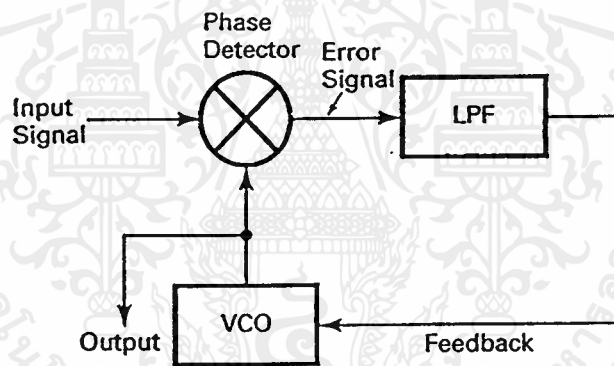 Phase
Detector
Error
Signal
Input
Signal
LPF
Output
VCO
Feedback